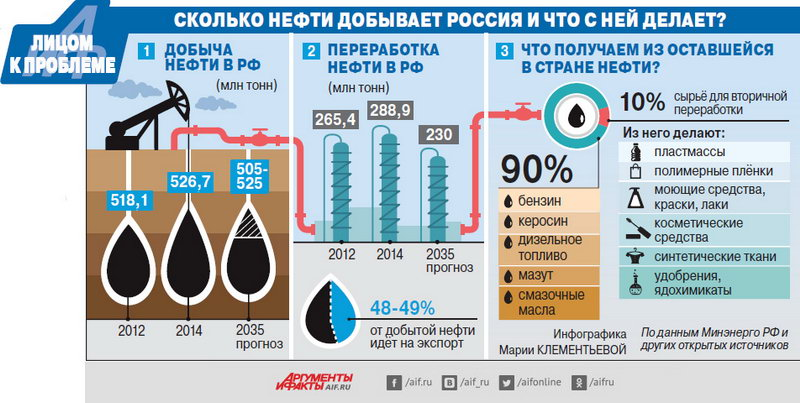 СКОЛЬКО НЕФТИ ДОБЫВАЕТ РОССИЯ И ЧТО С НЕЙ ДЕЛАЕТ?
ЛИЦОМ
К ПРОБЛЕМЕ
1 ДОБЫЧА
НЕФТИ В РФ
(млн тонн)
518,1
526,7
505-
525
2012
2014
2035
прогноз
2 ПЕРЕРАБОТКА
НЕФТИ В РФ
(млн тонн)
265,4
288,9
230
2012
2014
2035
прогноз
48-49%
от добытой нефти
идёт на экспорт
3 ЧТО ПОЛУЧАЕМ ИЗ ОСТАВШЕЙСЯ
В СТРАНЕ НЕФТИ?
90%
бензин
керосин
дизельное
топливо
мазут
смазочные
масла
10% сырьё для вторичной
переработки
Из него делают:
пластмассы
полимерные плёнки
моющие средства,
краски, лаки
косметические
средства
синтетические ткани
удобрения,
ядохимикаты
Инфографика
Марии КЛЕМЕНТЬЕВОЙ
По данным Минэнерго РФ и
других открытых источников
АРГУМЕНТЫ
И ФАКТЫ AIF.RU
f /aif.ru
B /aif_ru
/aifonline
/aifru